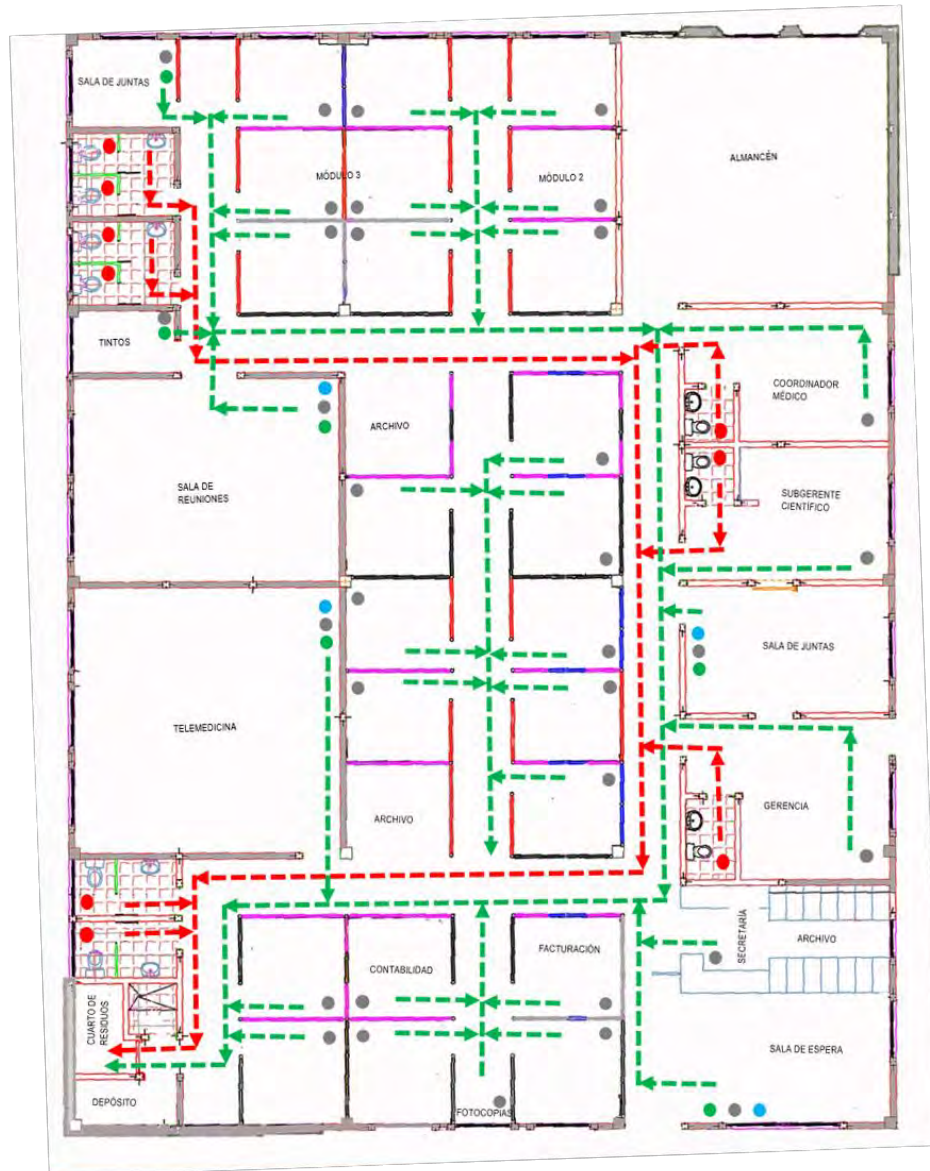 SALA DE JUNTAS
ALMANCÉN
MÓDULO 3
MÓDULO 2
TINTOS
COORDINADOR
MÉDICO
ARCHIVO
SALA DE
REUNIONES
SUBGERENTE
CIENTÍFICO
SALA DE JUNTAS
TELEMEDICINA
GERENCIA
ARCHIVO
SECRETARÍA
ARCHIVO
FACTURACIÓN
CONTABILIDAD
CUARTO DE
RESIDUOS
SALA DE ESPERA
DEPÓSITO
FOTOCOPIAS